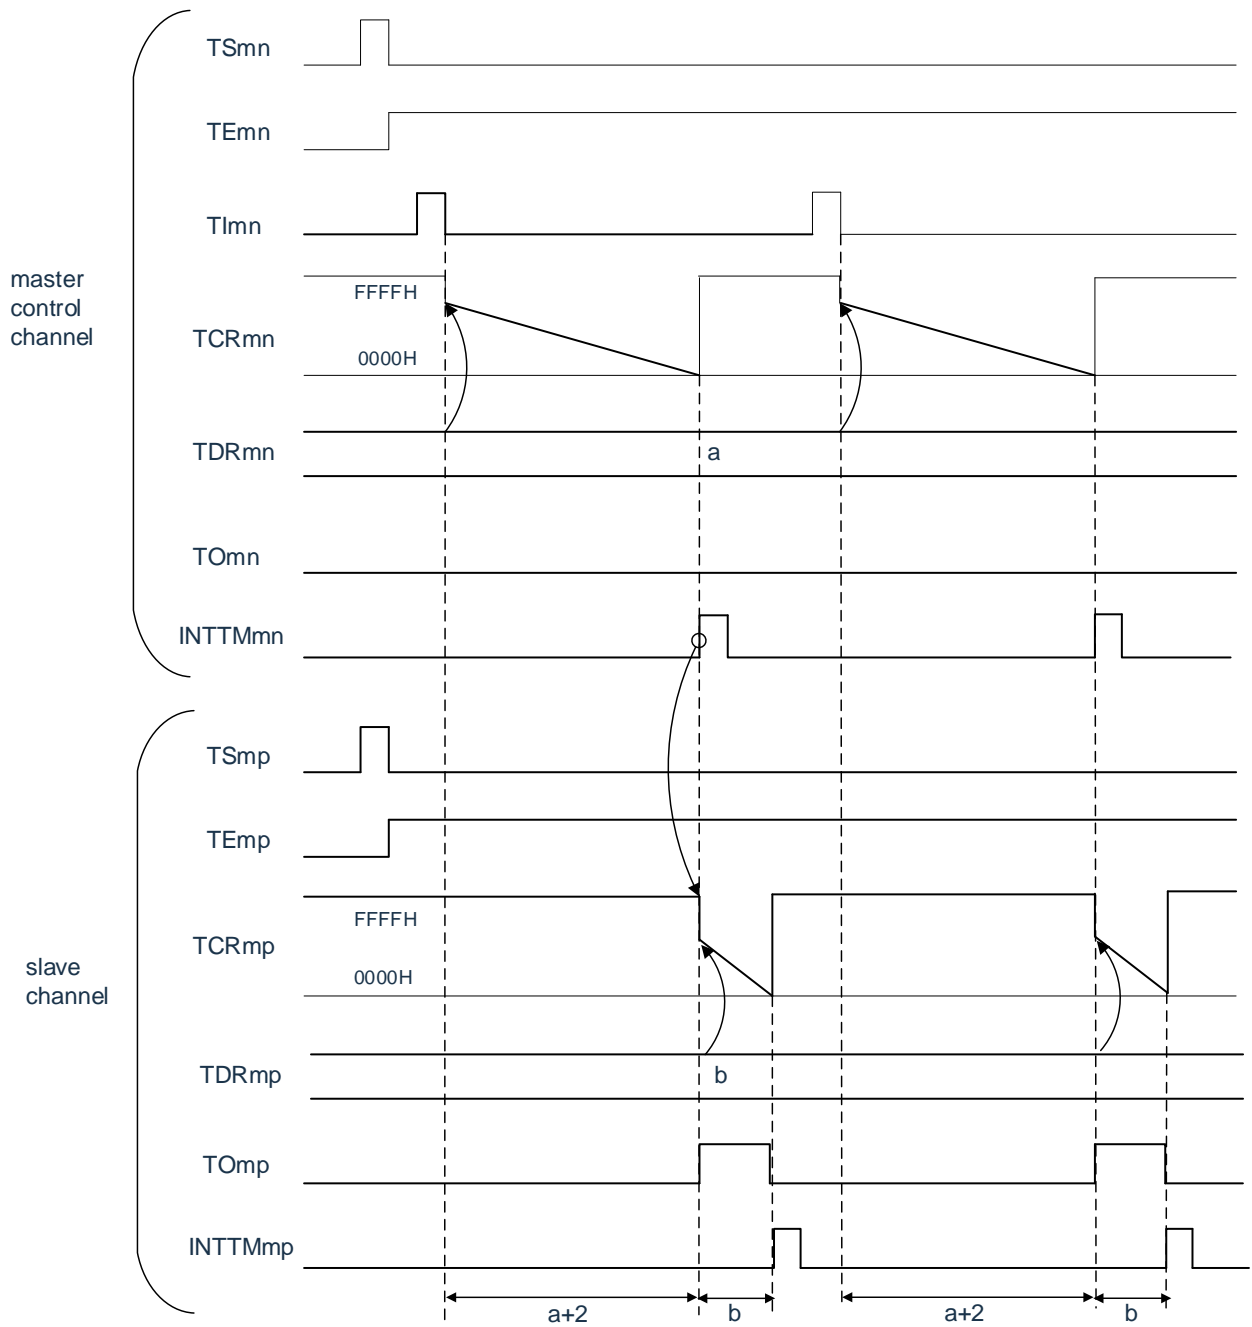 TSmn
TEmn
TImn
master
control
channel
FFFFH
TCRmn
0000H
TDRmn
a
TOmn
INTTMmn
TSmp
TEmp
slave
channel
FFFFH
TCRmp
0000H
TDRmp
b
TOmp
INTTMmp
a+2
b
a+2
b